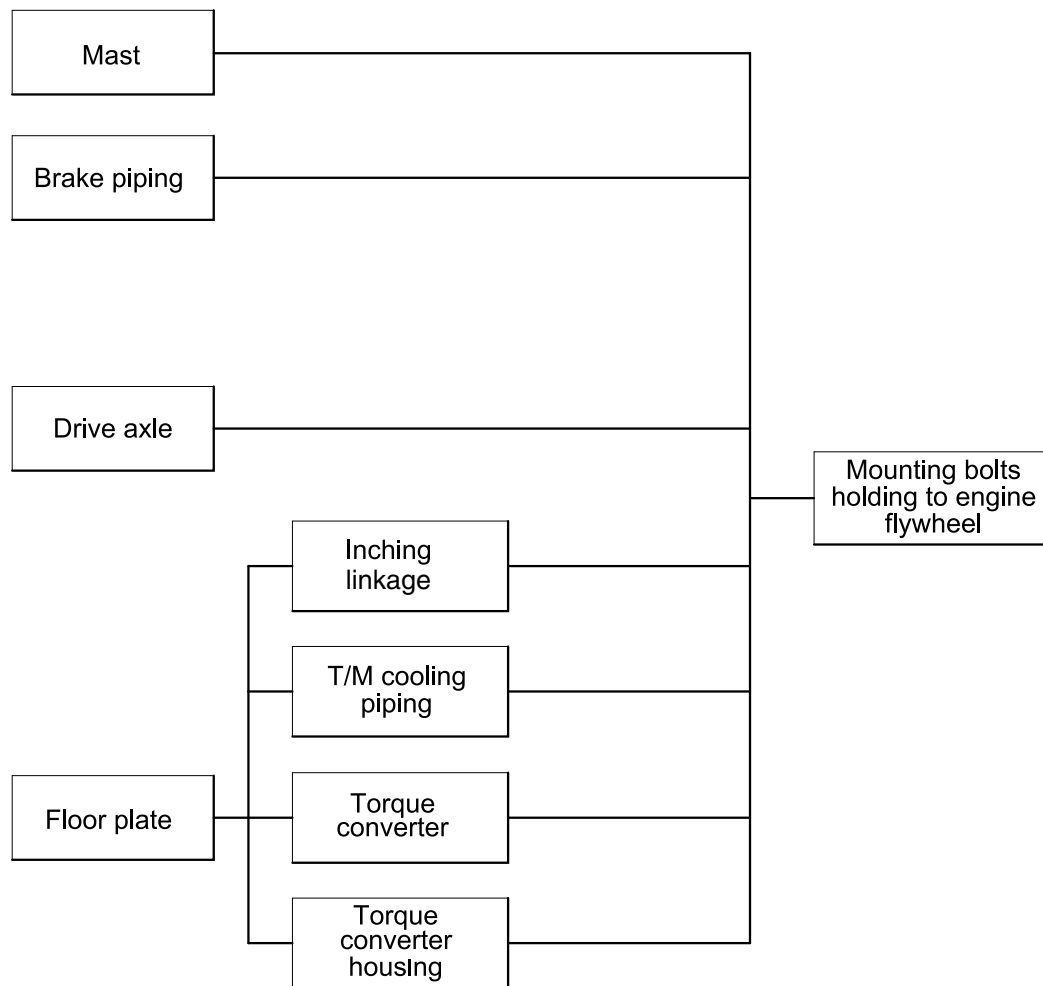 Mast
Brake piping
Drive axle
Mounting bolts
holding to engine
flywheel
Inching
linkage
T/M cooling
piping
Floor plate
Torque
converter
Torque
converter
housing